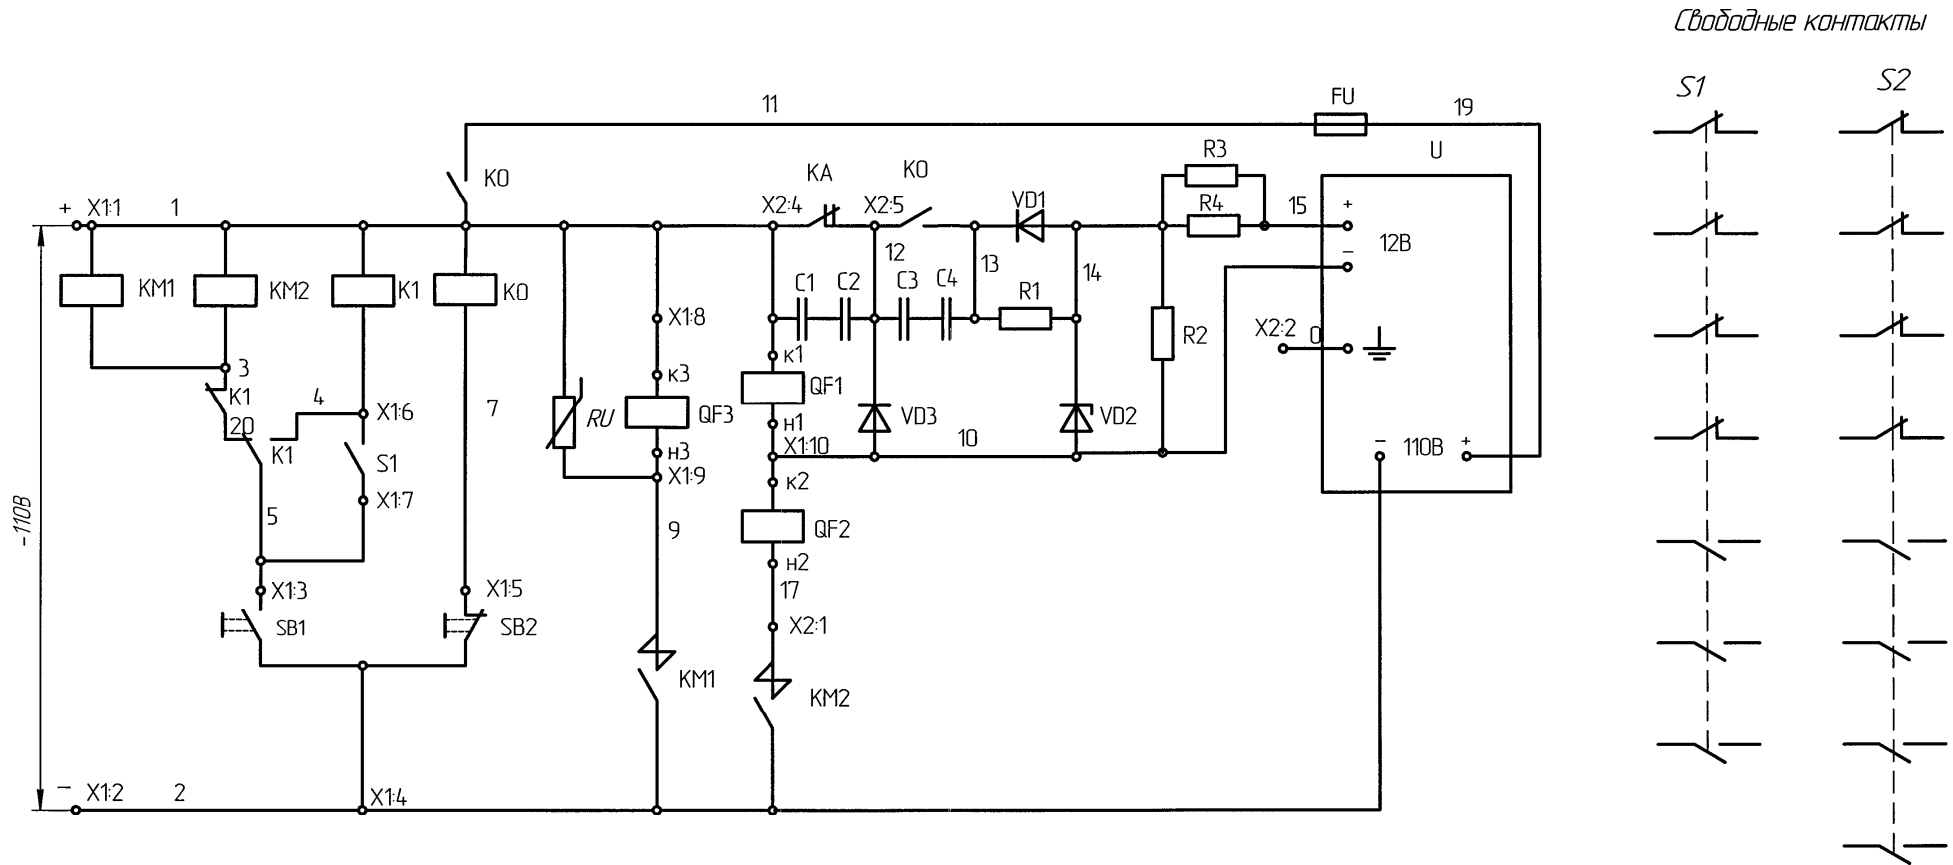 Свободные контакты
S1
S2
11
FU
19
U
KO
KA
KO
R3
VD1
R4
15
+
12В
−
+
X1:1
1
X2:4
X2:5
12
13
14
KM1
KM2
K1
KO
C1
C2
C3
C4
R1
X1:8
R2
X2:2
0
к1
3
к3
K1
4
X1:6
7
RU
QF3
QF1
VD3
VD2
20
н1
10
K1
S1
н3
X1:10
−
110В
+
X1:9
к2
X1:7
−110В
5
9
QF2
н2
17
X1:3
X1:5
SB1
SB2
X2:1
KM1
KM2
−
X1:2
2
X1:4